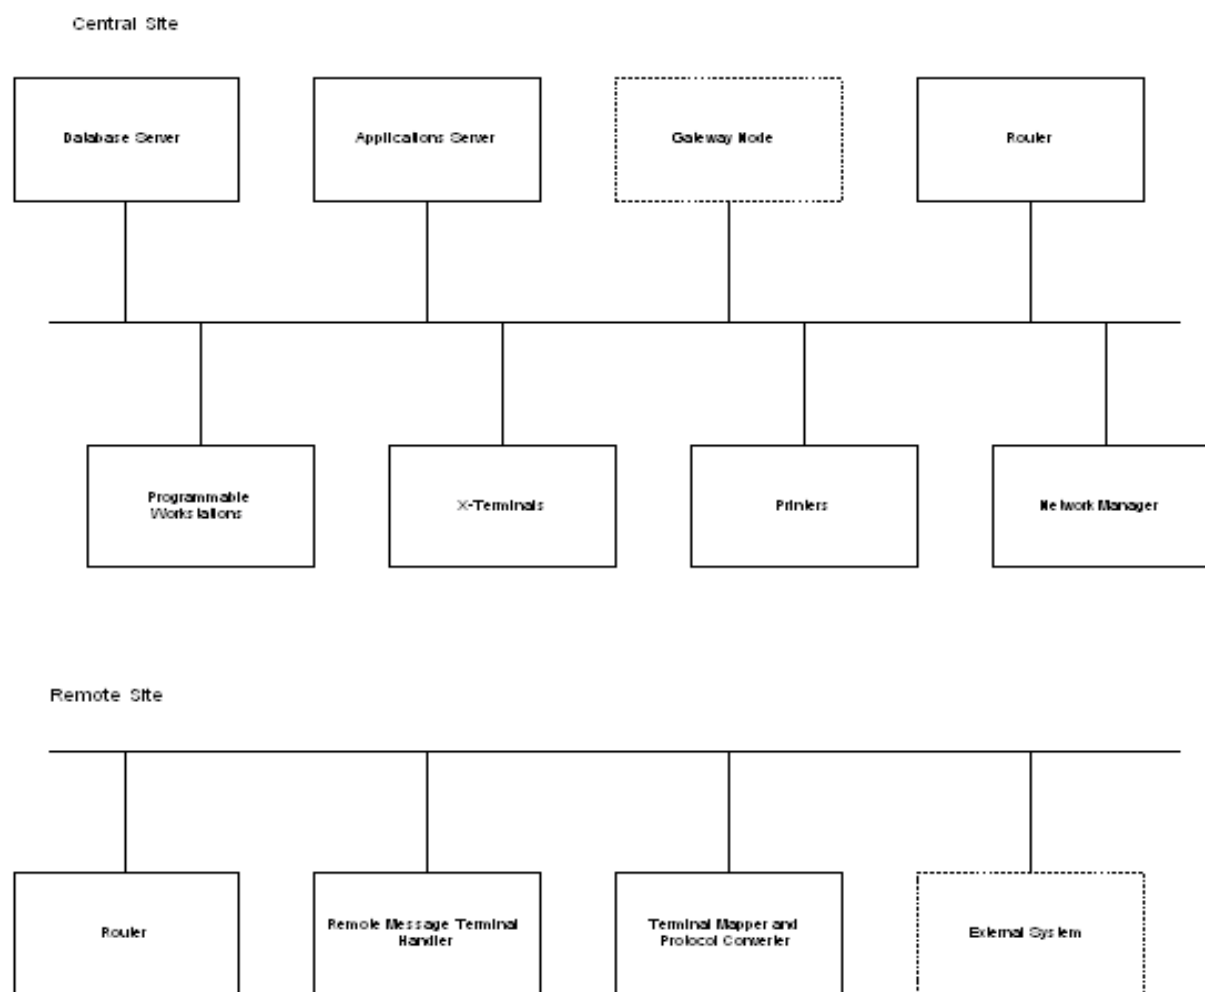 Central Site
Database Server
Applications Server
Gateway Node
Router
Programmable
Workstations
X-Terminals
Printers
Network Manager
Remote Site
Router
Remote Message Terminal
Handler
Terminal Mapper and
Protocol Converter
External System